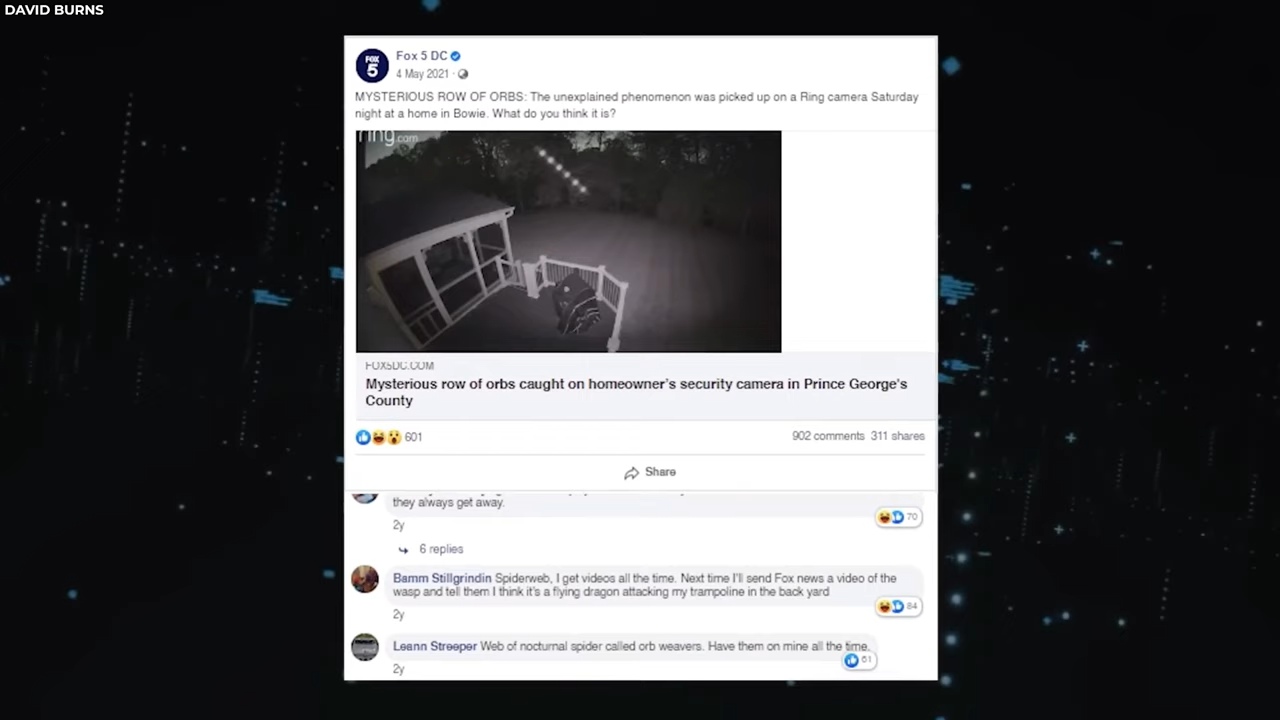 DAVID BURNS
FOX
5
Fox 5 DC
4 May 2021 ·
MYSTERIOUS ROW OF ORBS: The unexplained phenomenon was picked up on a Ring camera Saturday
night at a home in Bowie. What do you think it is?
ring.com
FOX5DC.COM
Mysterious row of orbs caught on homeowner's security camera in Prince George's
County
601
902 comments 311 shares
Share
they always get away.
70
2y
6 replies
Bamm Stillgrindin Spiderweb, I get videos all the time. Next time I'll send Fox news a video of the
wasp and tell them I think it's a flying dragon attacking my trampoline in the back yard
84
2y
Leann Streeper Web of nocturnal spider called orb weavers. Have them on mine all the time.
61
2y